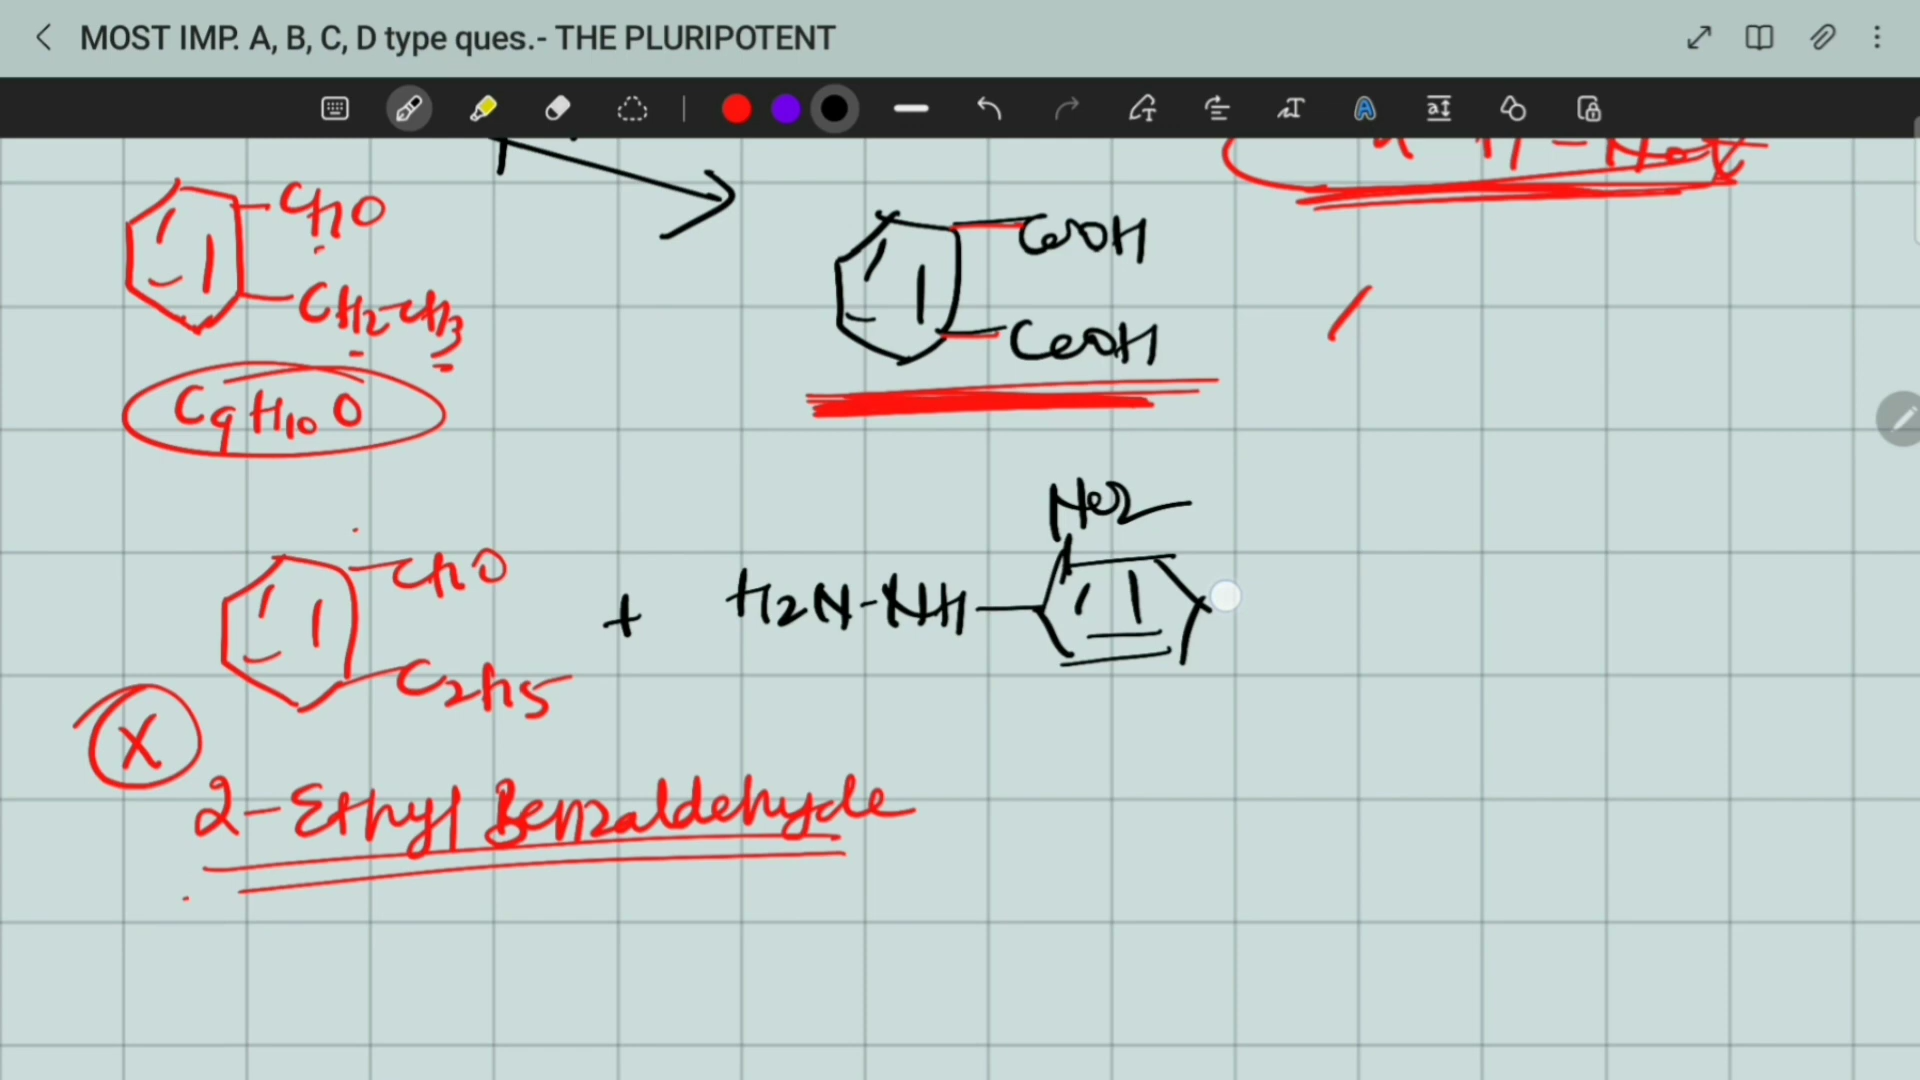 MOST IMP. A, B, C, D type ques.- THE PLURIPOTENT
CHO
COOH
CH2-CH3
COOH
C9H10O
NO2
CHO
+ H2N-NH
C2H5
X
2-Ethyl Benzaldehyde